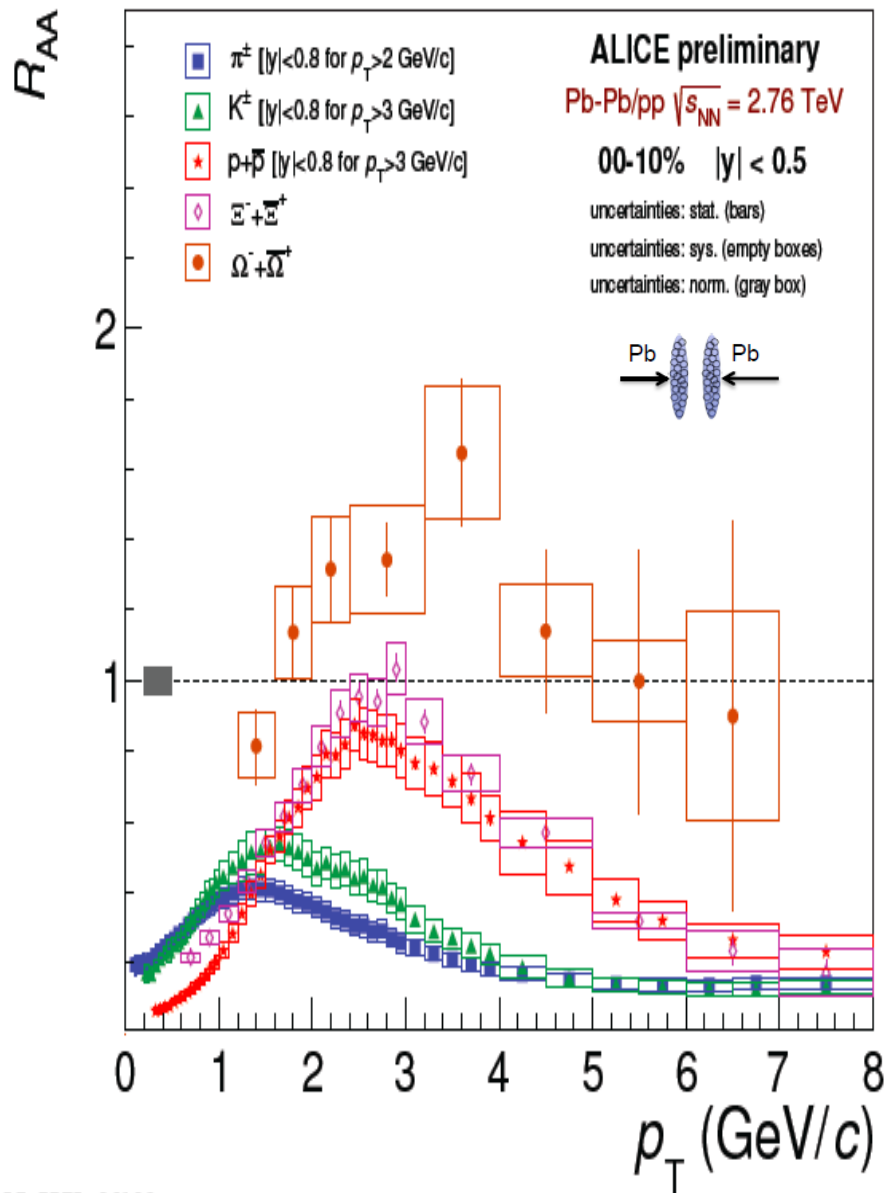 R_AA
π± [|y|<0.8 for p_T>2 GeV/c]
K± [|y|<0.8 for p_T>3 GeV/c]
p+p̅ [|y|<0.8 for p_T>3 GeV/c]
Ξ⁻+Ξ̅⁺
Ω⁻+Ω̅⁺
ALICE preliminary
Pb-Pb/pp √s_NN = 2.76 TeV
00-10% |y| < 0.5
uncertainties: stat. (bars)
uncertainties: sys. (empty boxes)
uncertainties: norm. (gray box)
Pb Pb
2
1
0 1 2 3 4 5 6 7 8
p_T (GeV/c)